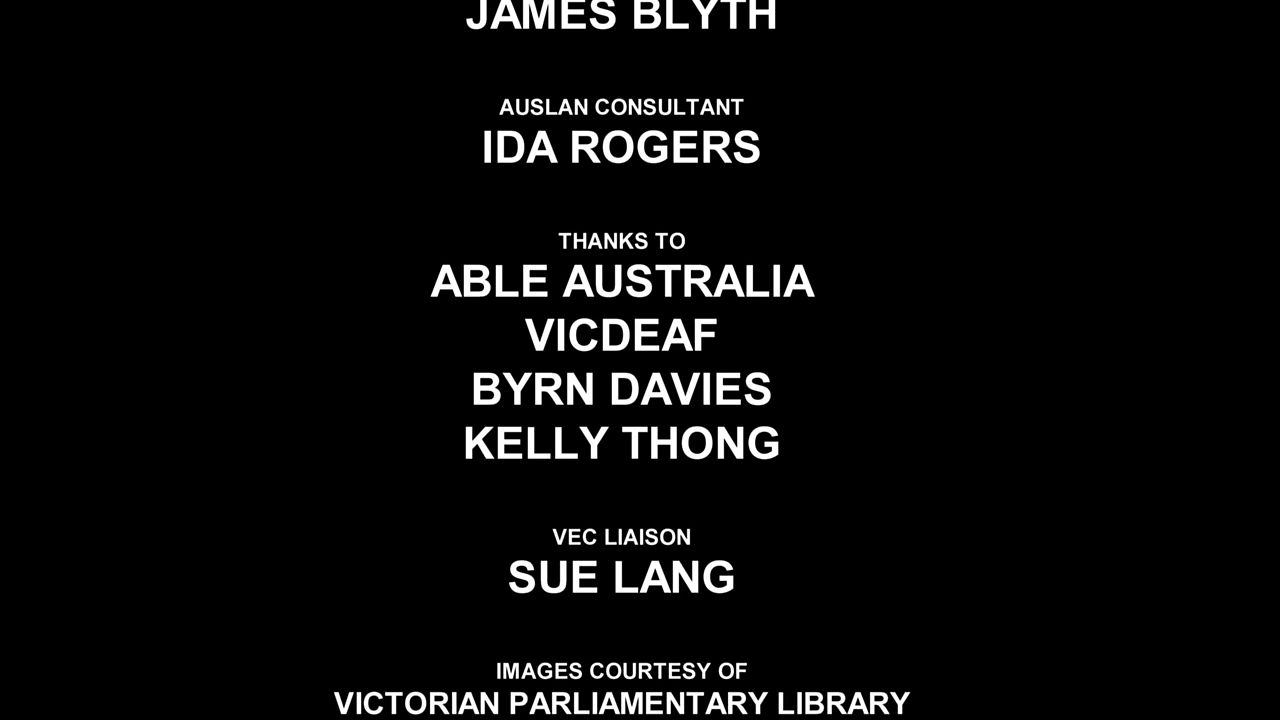 JAMES BLYTH
AUSLAN CONSULTANT
IDA ROGERS
THANKS TO
ABLE AUSTRALIA
VICDEAF
BYRN DAVIES
KELLY THONG
VEC LIAISON
SUE LANG
IMAGES COURTESY OF
VICTORIAN PARLIAMENTARY LIBRARY